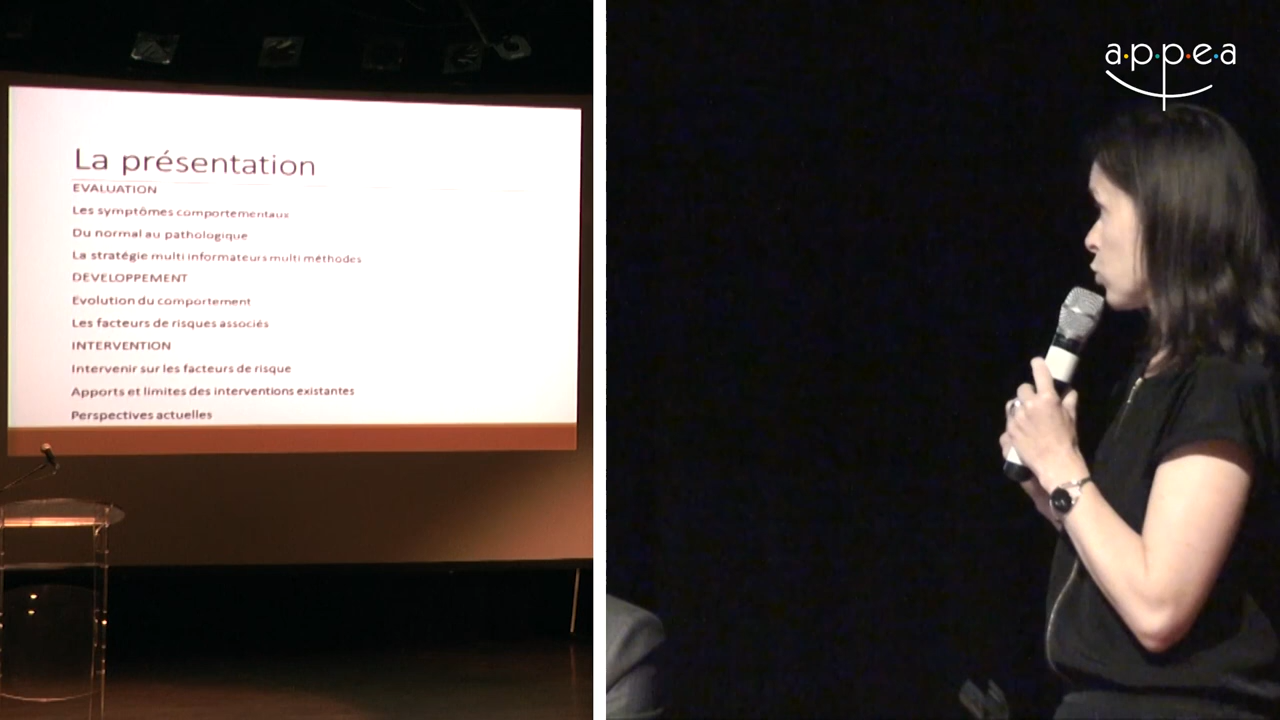 La présentation
EVALUATION
Les symptômes comportementaux
Du normal au pathologique
La stratégie multi informateurs multi méthodes
DEVELOPPEMENT
Evolution du comportement
Les facteurs de risques associés
INTERVENTION
Intervenir sur les facteurs de risque
Apports et limites des interventions existantes
Perspectives actuelles
a·p·p·e·a